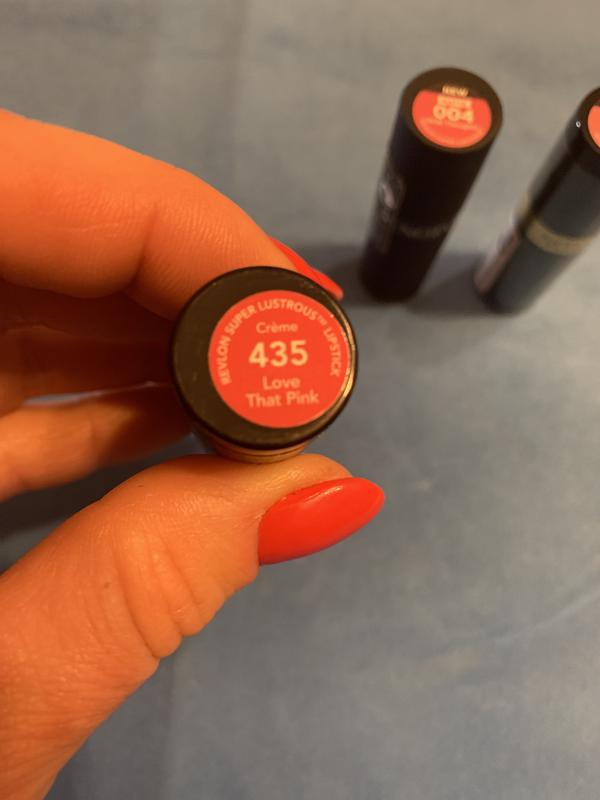 REVLON SUPER LUSTROUS™ LIPSTICK
Crème
435
Love
That Pink
NEW
004